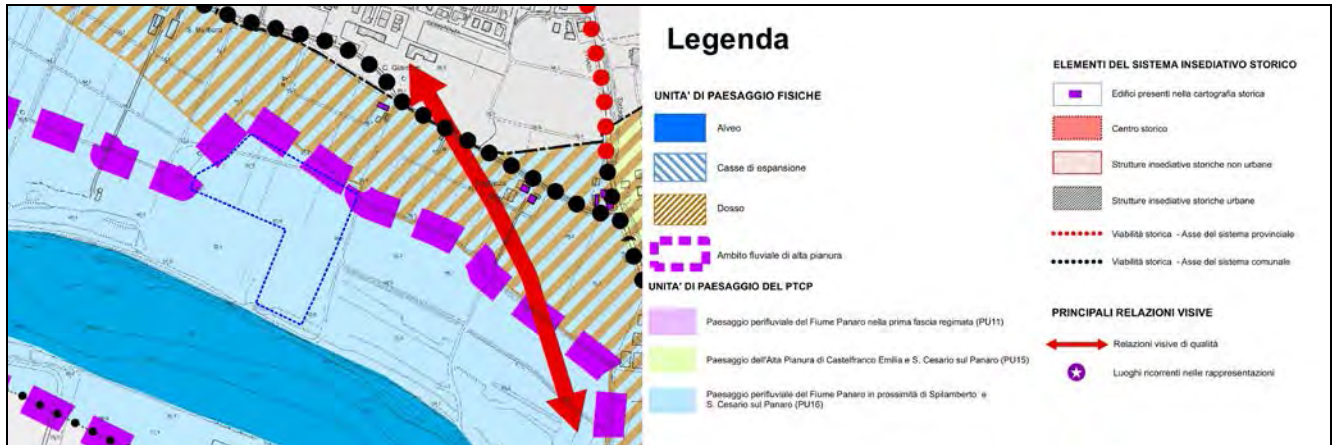 Legenda
UNITA' DI PAESAGGIO FISICHE
Alveo
Casse di espansione
Dosso
Ambito fluviale di alta pianura
UNITA' DI PAESAGGIO DEL PTCP
Paesaggio perifluviale del Fiume Panaro nella prima fascia regimata (PU11)
Paesaggio dell'Alta Pianura di Castelfranco Emilia e S. Cesario sul Panaro (PU15)
Paesaggio perifluviale del Fiume Panaro in prossimità di Spilamberto e
S. Cesario sul Panaro (PU16)
ELEMENTI DEL SISTEMA INSEDIATIVO STORICO
Edifici presenti nella cartografia storica
Centro storico
Strutture insediative storiche non urbane
Strutture insediative storiche urbane
Viabilità storica - Asse del sistema provinciale
Viabilità storica - Asse del sistema comunale
PRINCIPALI RELAZIONI VISIVE
Relazioni visive di qualità
Luoghi ricorrenti nelle rappresentazioni